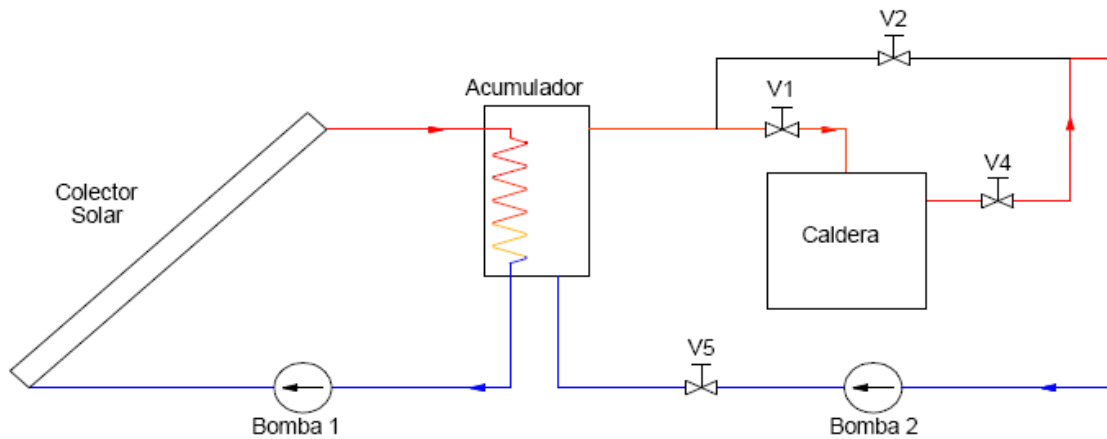 V2
Acumulador
V1
Colector
Solar
V4
Caldera
V5
Bomba 1
Bomba 2